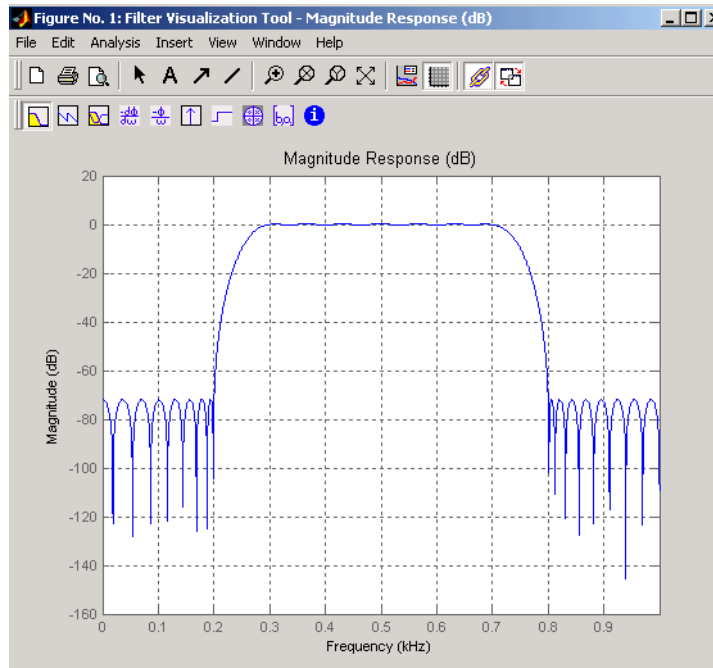 Figure No. 1: Filter Visualization Tool - Magnitude Response (dB)
File Edit Analysis Insert View Window Help
A
Magnitude Response (dB)
20
0
-20
-40
-60
-80
-100
-120
-140
-160
Magnitude (dB)
0 0.1 0.2 0.3 0.4 0.5 0.6 0.7 0.8 0.9
Frequency (kHz)